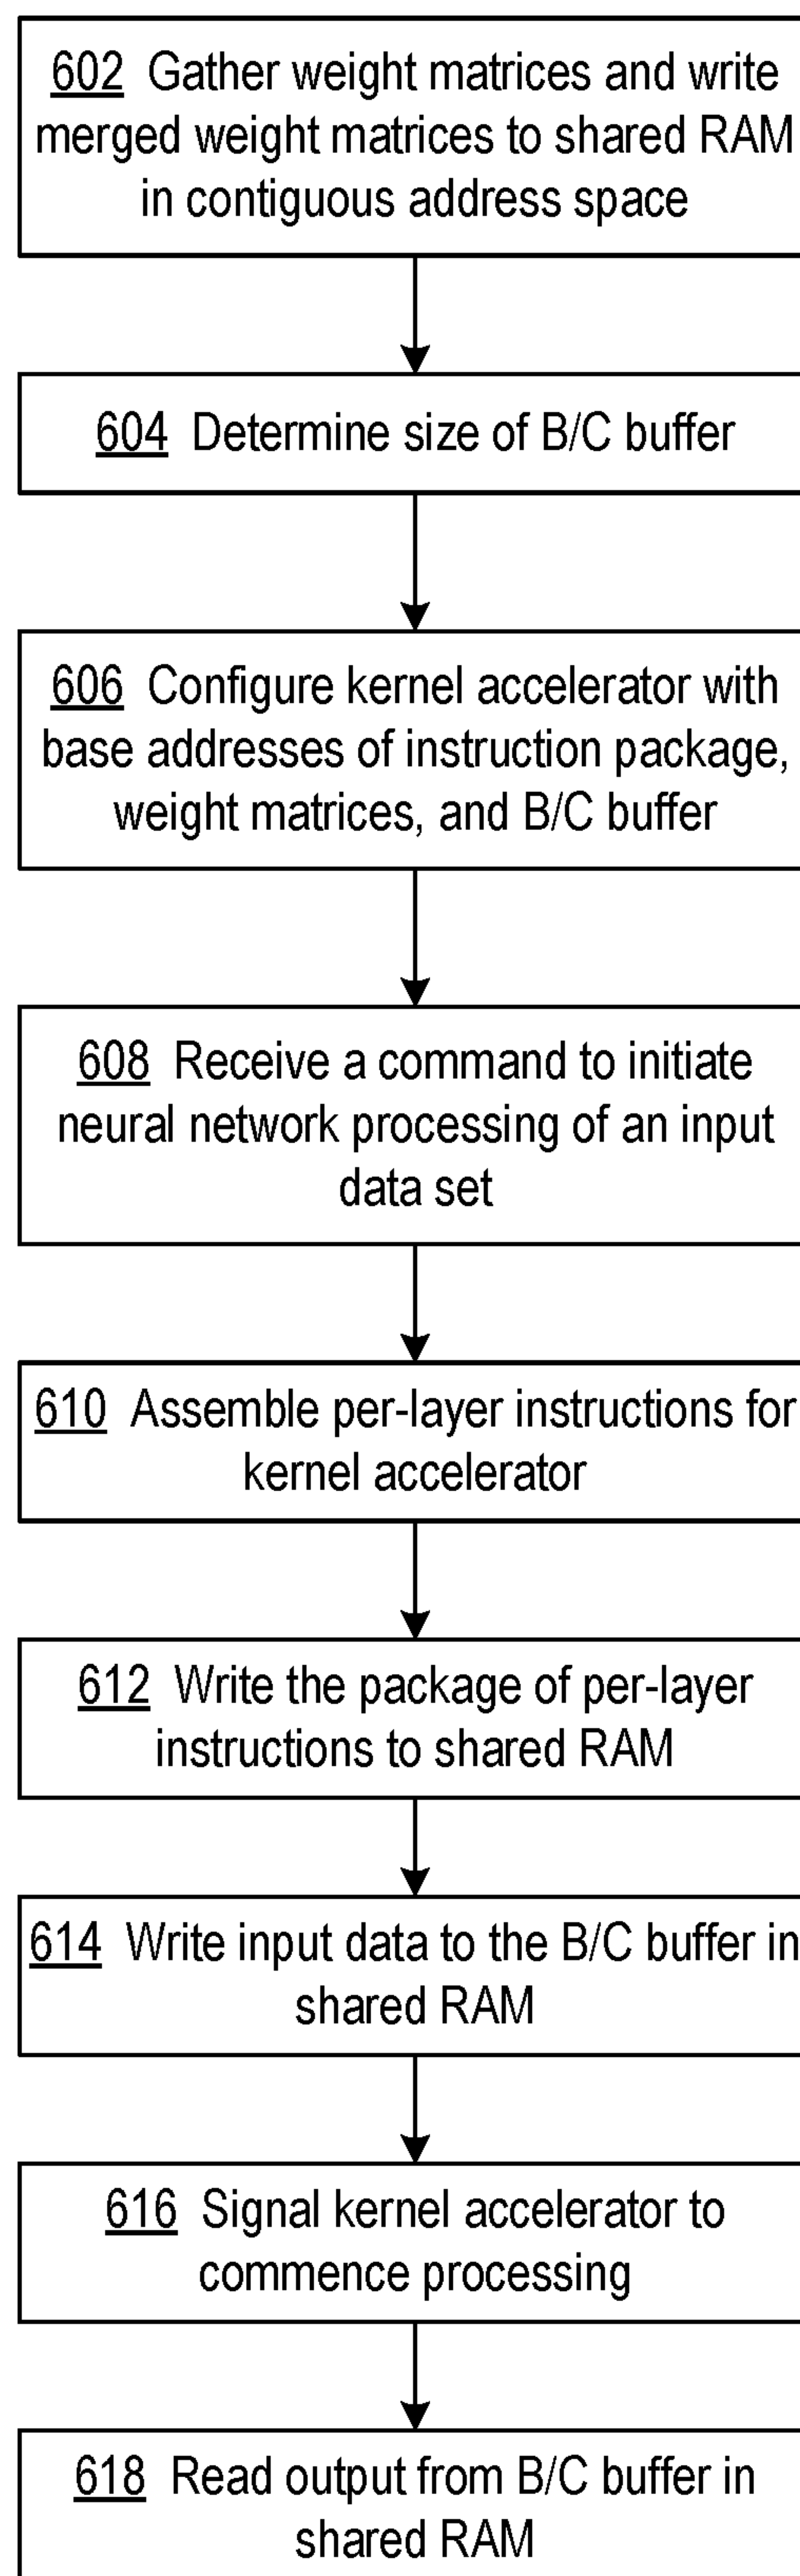 602 Gather weight matrices and write
merged weight matrices to shared RAM
in contiguous address space
604 Determine size of B/C buffer
606 Configure kernel accelerator with
base addresses of instruction package,
weight matrices, and B/C buffer
608 Receive a command to initiate
neural network processing of an input
data set
610 Assemble per-layer instructions for
kernel accelerator
612 Write the package of per-layer
instructions to shared RAM
614 Write input data to the B/C buffer in
shared RAM
616 Signal kernel accelerator to
commence processing
618 Read output from B/C buffer in
shared RAM